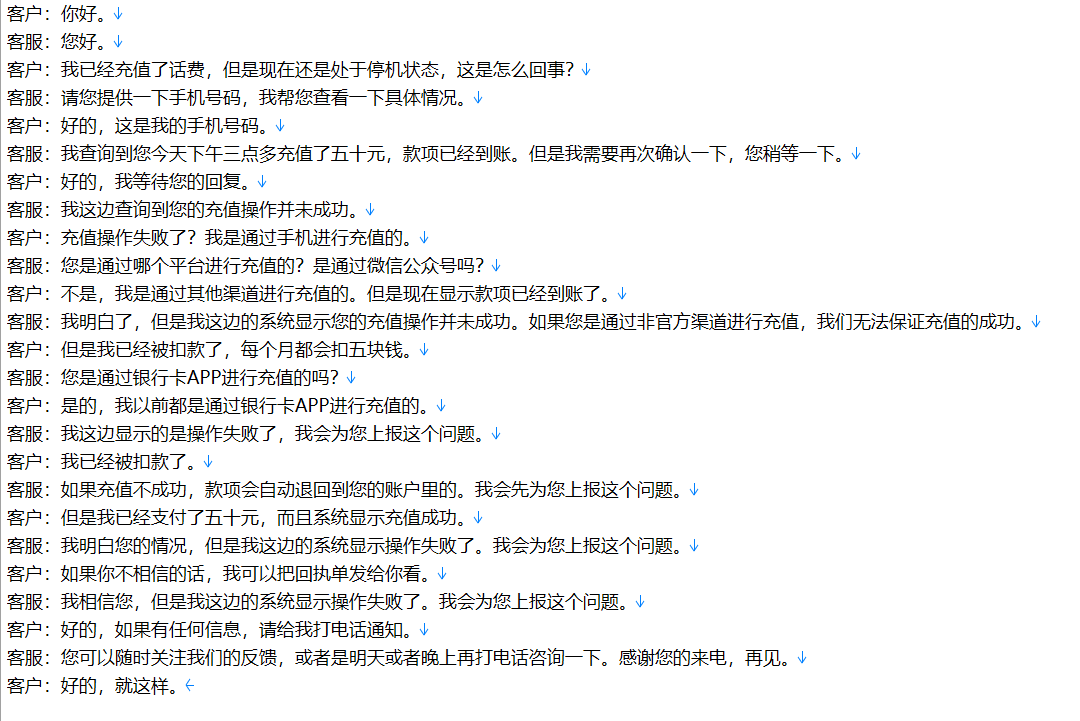 客户：你好。
客服：您好。
客户：我已经充值了话费，但是现在还是处于停机状态，这是怎么回事？
客服：请您提供一下手机号码，我帮您查看一下具体情况。
客户：好的，这是我的手机号码。
客服：我查询到您今天下午三点多充值了五十元，款项已经到账。但是我需要再次确认一下，您稍等一下。
客户：好的，我等待您的回复。
客服：我这边查询到您的充值操作并未成功。
客户：充值操作失败了？我是通过手机进行充值的。
客服：您是通过哪个平台进行充值的？是通过微信公众号吗？
客户：不是，我是通过其他渠道进行充值的。但是现在显示款项已经到账了。
客服：我明白了，但是我这边的系统显示您的充值操作并未成功。如果您是通过非官方渠道进行充值，我们无法保证充值的成功。
客户：但是我已经被扣款了，每个月都会扣五块钱。
客服：您是通过银行卡APP进行充值的吗？
客户：是的，我以前都是通过银行卡APP进行充值的。
客服：我这边显示的是操作失败了，我会为您上报这个问题。
客户：我已经被扣款了。
客服：如果充值不成功，款项会自动退回到您的账户里的。我会先为您上报这个问题。
客户：但是我已经支付了五十元，而且系统显示充值成功。
客服：我明白您的情况，但是我这边的系统显示操作失败了。我会为您上报这个问题。
客户：如果你不相信的话，我可以把回执单发给你看。
客服：我相信您，但是我这边的系统显示操作失败了。我会为您上报这个问题。
客户：好的，如果有任何信息，请给我打电话通知。
客服：您可以随时关注我们的反馈，或者是明天或者晚上再打电话咨询一下。感谢您的来电，再见。
客户：好的，就这样。